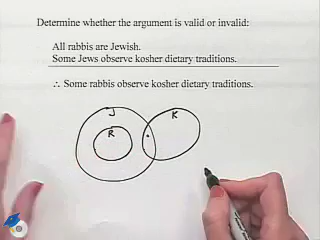 Determine whether the argument is valid or invalid:
All rabbis are Jewish.
Some Jews observe kosher dietary traditions.
∴ Some rabbis observe kosher dietary traditions.
J K
R